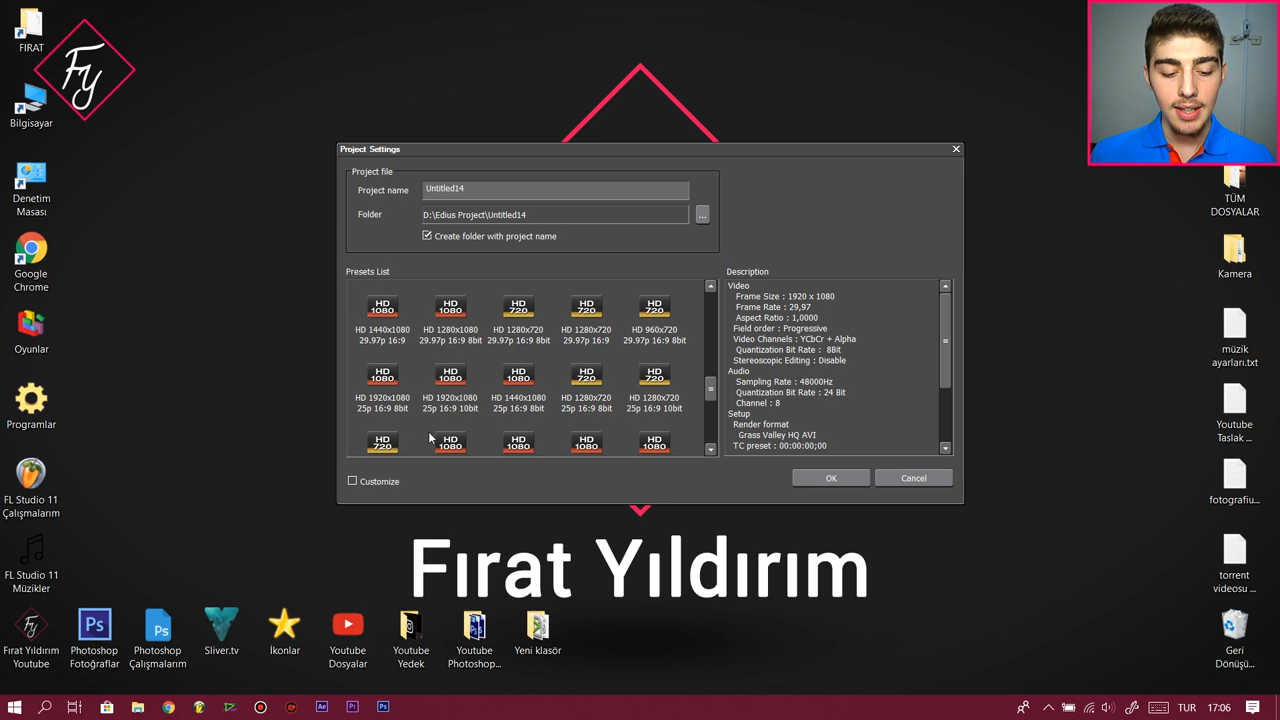 FIRAT
Fy
Bilgisayar
Denetim
Masası
Google
Chrome
Oyunlar
Programlar
FL Studio 11
Çalışmalarım
FL Studio 11
Müzikler
Fırat Yıldırım
Youtube
Ps
Photoshop
Fotoğraflar
Ps
Photoshop
Çalışmalarım
Sliver.tv
İkonlar
Youtube
Dosyalar
Youtube
Yedek
Youtube
Photoshop...
Yeni klasör
Project Settings
Project file
Project name
Untitled14
Folder
D:\Edius Project\Untitled14
...
Create folder with project name
Presets List
HD
1080
HD 1440x1080
29.97p 16:9
HD
1080
HD 1280x1080
29.97p 16:9 8bit
HD
720
HD 1280x720
29.97p 16:9 8bit
HD
720
HD 1280x720
29.97p 16:9
HD
720
HD 960x720
29.97p 16:9 8bit
HD
1080
HD 1920x1080
25p 16:9 8bit
HD
1080
HD 1920x1080
25p 16:9 10bit
HD
1080
HD 1440x1080
25p 16:9 8bit
HD
720
HD 1280x720
25p 16:9 8bit
HD
720
HD 1280x720
25p 16:9 10bit
HD
720
HD
1080
HD
1080
HD
1080
HD
1080
Customize
Description
Video
Frame Size : 1920 x 1080
Frame Rate : 29,97
Aspect Ratio : 1,0000
Field order : Progressive
Video Channels : YCbCr + Alpha
Quantization Bit Rate : 8Bit
Stereoscopic Editing : Disable
Audio
Sampling Rate : 48000Hz
Quantization Bit Rate : 24 Bit
Channel : 8
Setup
Render format
Grass Valley HQ AVI
TC preset : 00:00:00;00
OK
Cancel
Fırat Yıldırım
TÜM
DOSYALAR
Kamera
müzik
ayarları.txt
Youtube
Taslak ...
fotografiu...
torrent
videosu ...
Geri
Dönüşü...
Ae
Pr
Ps
TUR
17:06